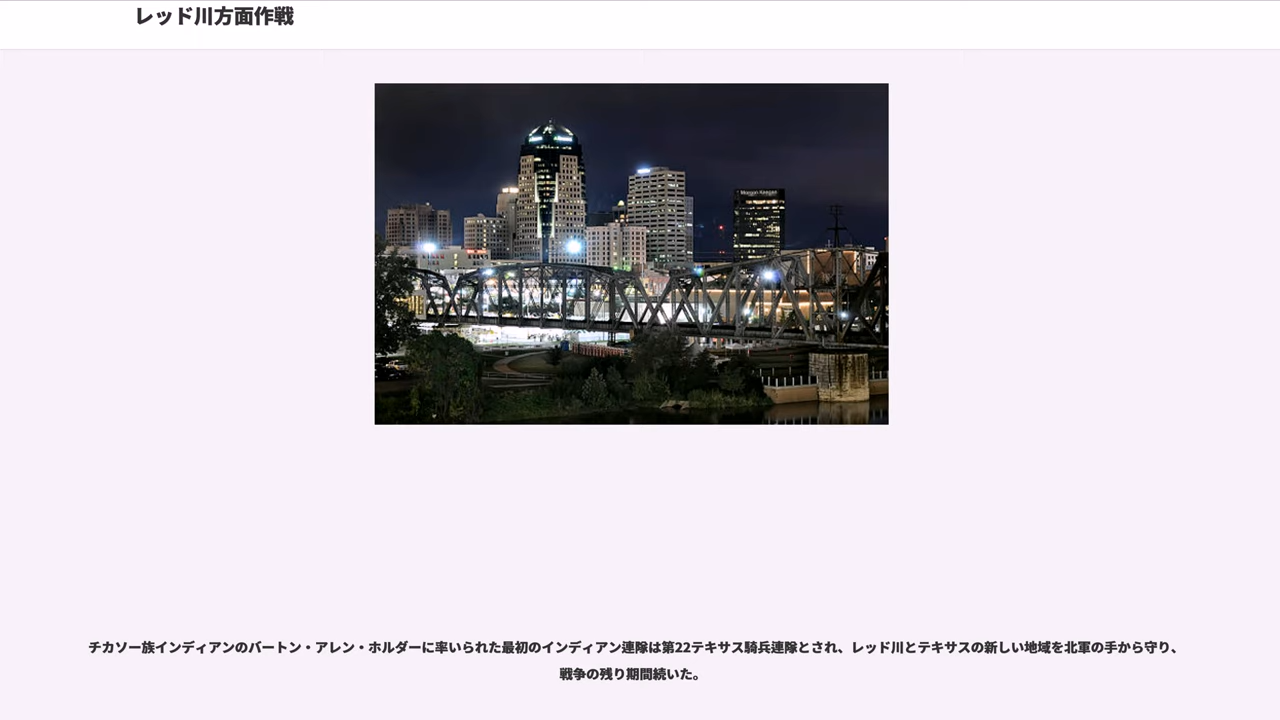 レッド川方面作戦
Morgan Keegan
チカソー族インディアンのバートン・アレン・ホルダーに率いられた最初のインディアン連隊は第22テキサス騎兵連隊とされ、レッド川とテキサスの新しい地域を北軍の手から守り、
戦争の残り期間続いた。